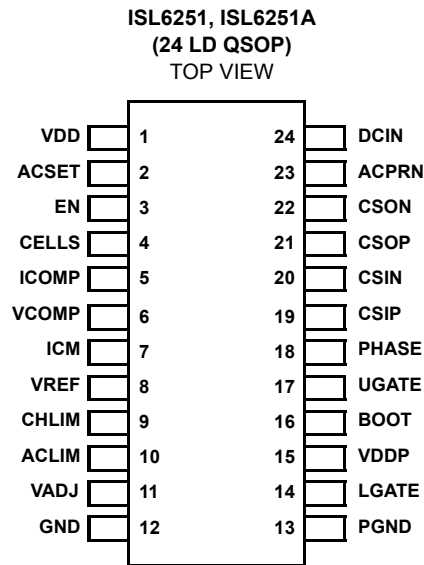 ISL6251, ISL6251A
(24 LD QSOP)
TOP VIEW
VDD 1 24 DCIN
ACSET 2 23 ACPRN
EN 3 22 CSON
CELLS 4 21 CSOP
ICOMP 5 20 CSIN
VCOMP 6 19 CSIP
ICM 7 18 PHASE
VREF 8 17 UGATE
CHLIM 9 16 BOOT
ACLIM 10 15 VDDP
VADJ 11 14 LGATE
GND 12 13 PGND